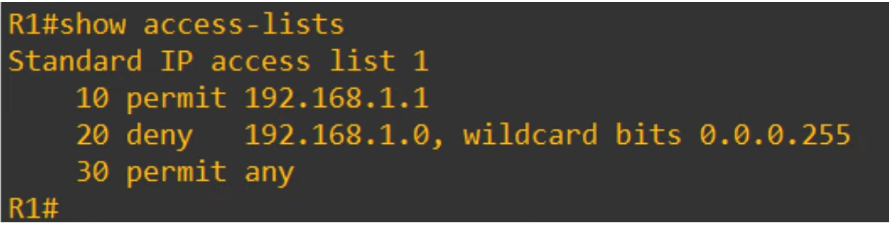 R1#show access-lists
Standard IP access list 1
    10 permit 192.168.1.1
    20 deny   192.168.1.0, wildcard bits 0.0.0.255
    30 permit any
R1#